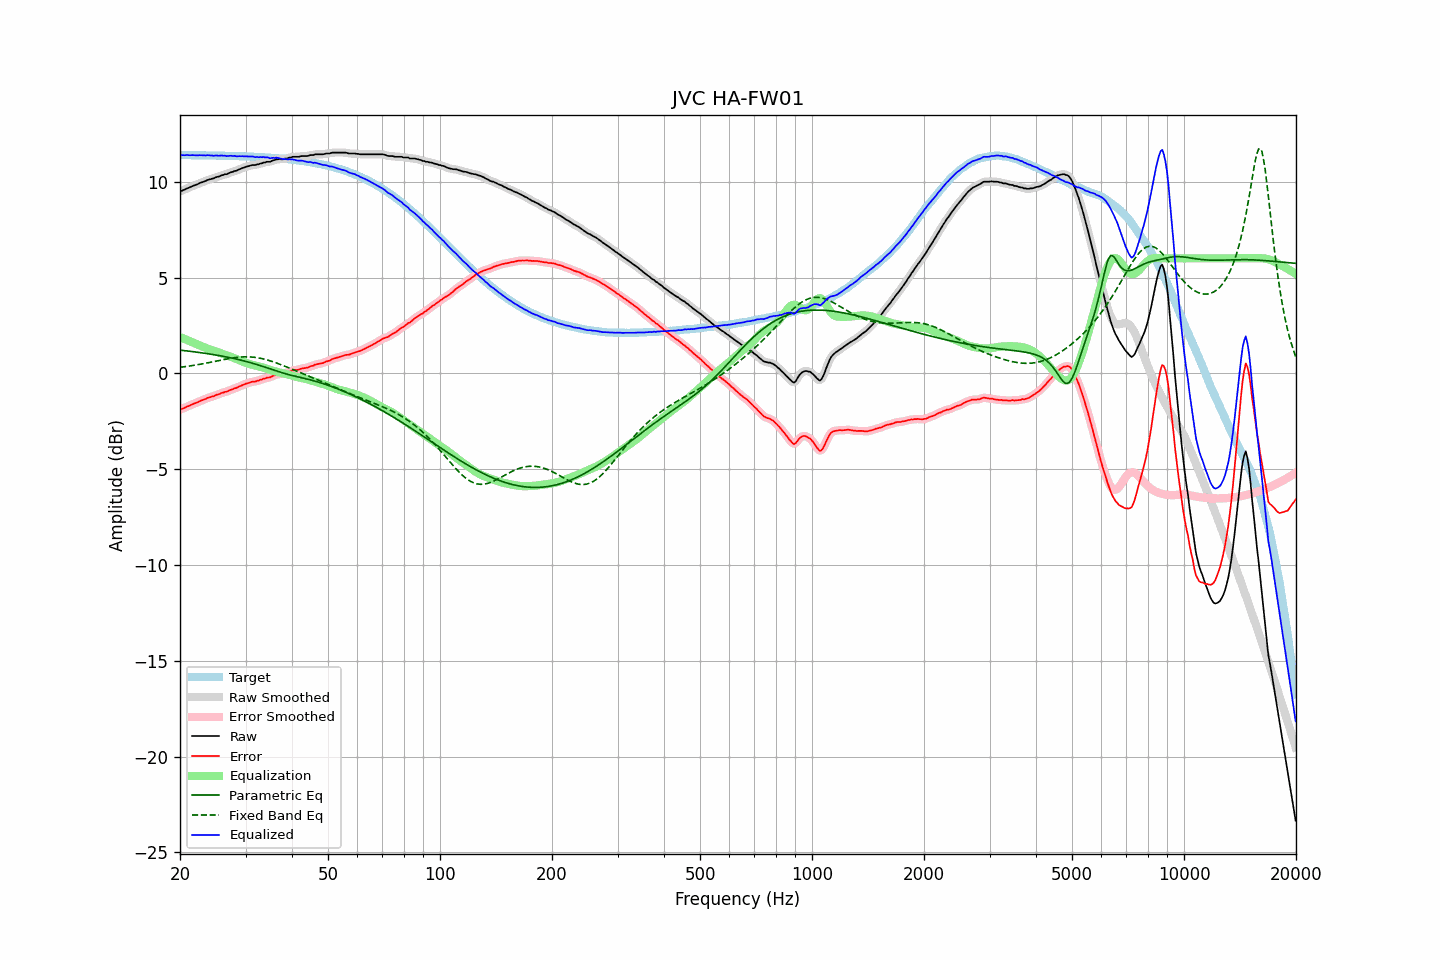 JVC HA-FW01
Amplitude (dBr)
10
5
0
−5
−10
−15
−20
−25
Target
Raw Smoothed
Error Smoothed
Raw
Error
Equalization
Parametric Eq
Fixed Band Eq
Equalized
20 50 100 200 500 1000 2000 5000 10000 20000
Frequency (Hz)